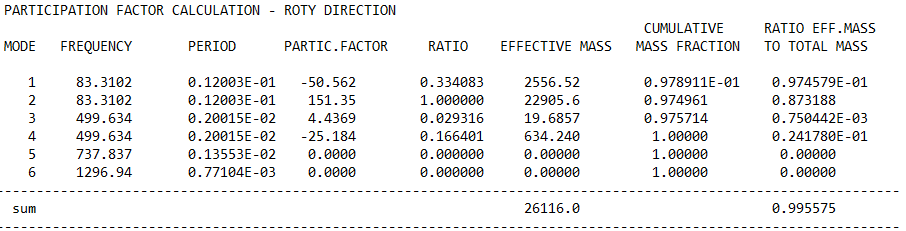 PARTICIPATION FACTOR CALCULATION - ROTY DIRECTION
CUMULATIVE RATIO EFF.MASS
MODE FREQUENCY PERIOD PARTIC.FACTOR RATIO EFFECTIVE MASS MASS FRACTION TO TOTAL MASS
1 83.3102 0.12003E-01 -50.562 0.334083 2556.52 0.978911E-01 0.974579E-01
2 83.3102 0.12003E-01 151.35 1.000000 22905.6 0.974961 0.873188
3 499.634 0.20015E-02 4.4369 0.029316 19.6857 0.975714 0.750442E-03
4 499.634 0.20015E-02 -25.184 0.166401 634.240 1.00000 0.241780E-01
5 737.837 0.13553E-02 0.0000 0.000000 0.00000 1.00000 0.00000
6 1296.94 0.77104E-03 0.0000 0.000000 0.00000 1.00000 0.00000
sum 26116.0 0.995575